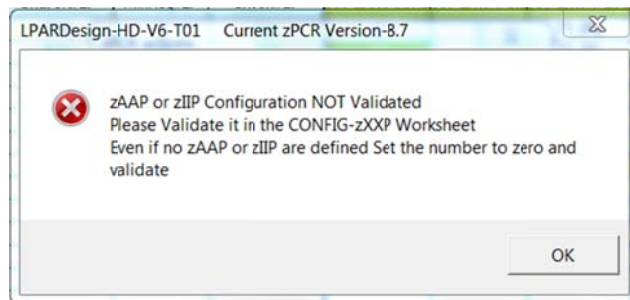 LPARDesign-HD-V6-T01 Current zPCR Version-8.7
zAAP or zIIP Configuration NOT Validated
Please Validate it in the CONFIG-zXXP Worksheet
Even if no zAAP or zIIP are defined Set the number to zero and
validate
OK